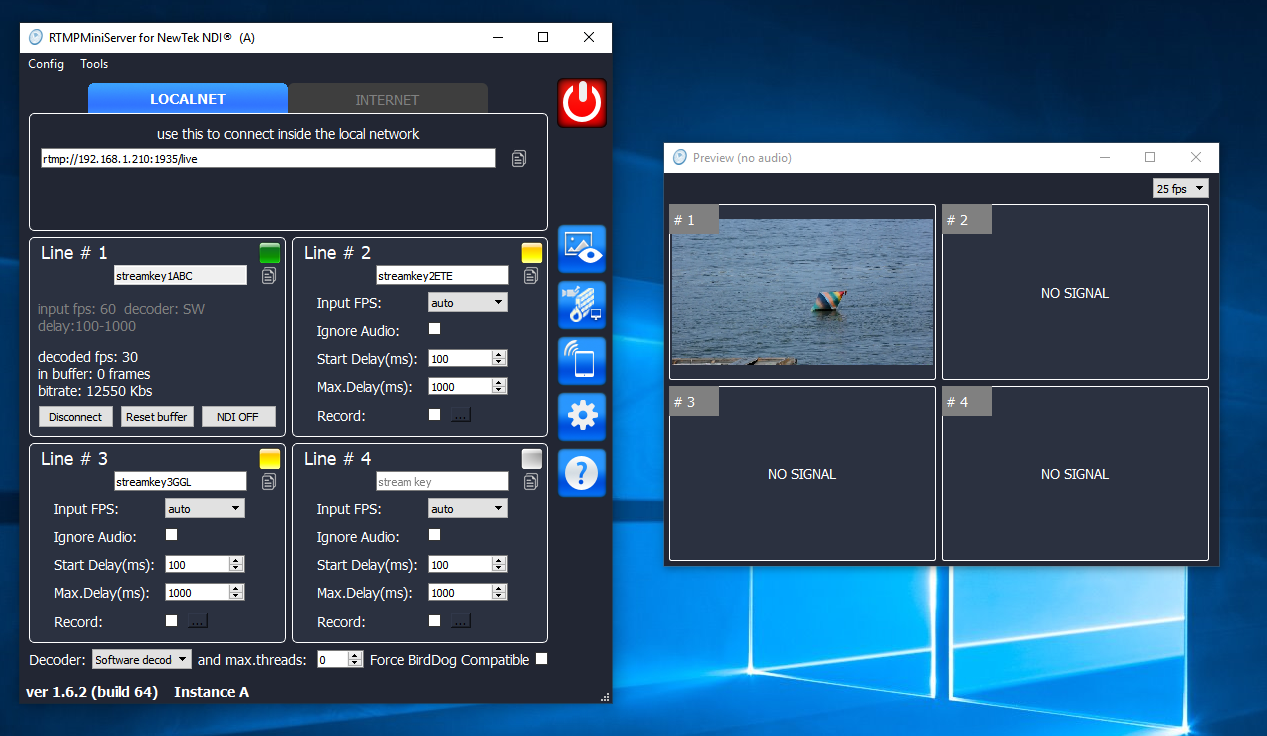 RTMPMiniServer for NewTek NDI® (A)
Config Tools
LOCALNET INTERNET
use this to connect inside the local network
rtmp://192.168.1.210:1935/live
Line # 1
streamkey1ABC
input fps: 60 decoder: SW
delay:100-1000
decoded fps: 30
in buffer: 0 frames
bitrate: 12550 Kbs
Disconnect Reset buffer NDI OFF
Line # 2
streamkey2ETE
Input FPS: auto
Ignore Audio:
Start Delay(ms): 100
Max.Delay(ms): 1000
Record: ...
Line # 3
streamkey3GGL
Input FPS: auto
Ignore Audio:
Start Delay(ms): 100
Max.Delay(ms): 1000
Record: ...
Line # 4
stream key
Input FPS: auto
Ignore Audio:
Start Delay(ms): 100
Max.Delay(ms): 1000
Record: ...
Decoder: Software decod and max.threads: 0 Force BirdDog Compatible
ver 1.6.2 (build 64) Instance A
?
Preview (no audio)
25 fps
# 1
# 2
NO SIGNAL
# 3
NO SIGNAL
# 4
NO SIGNAL